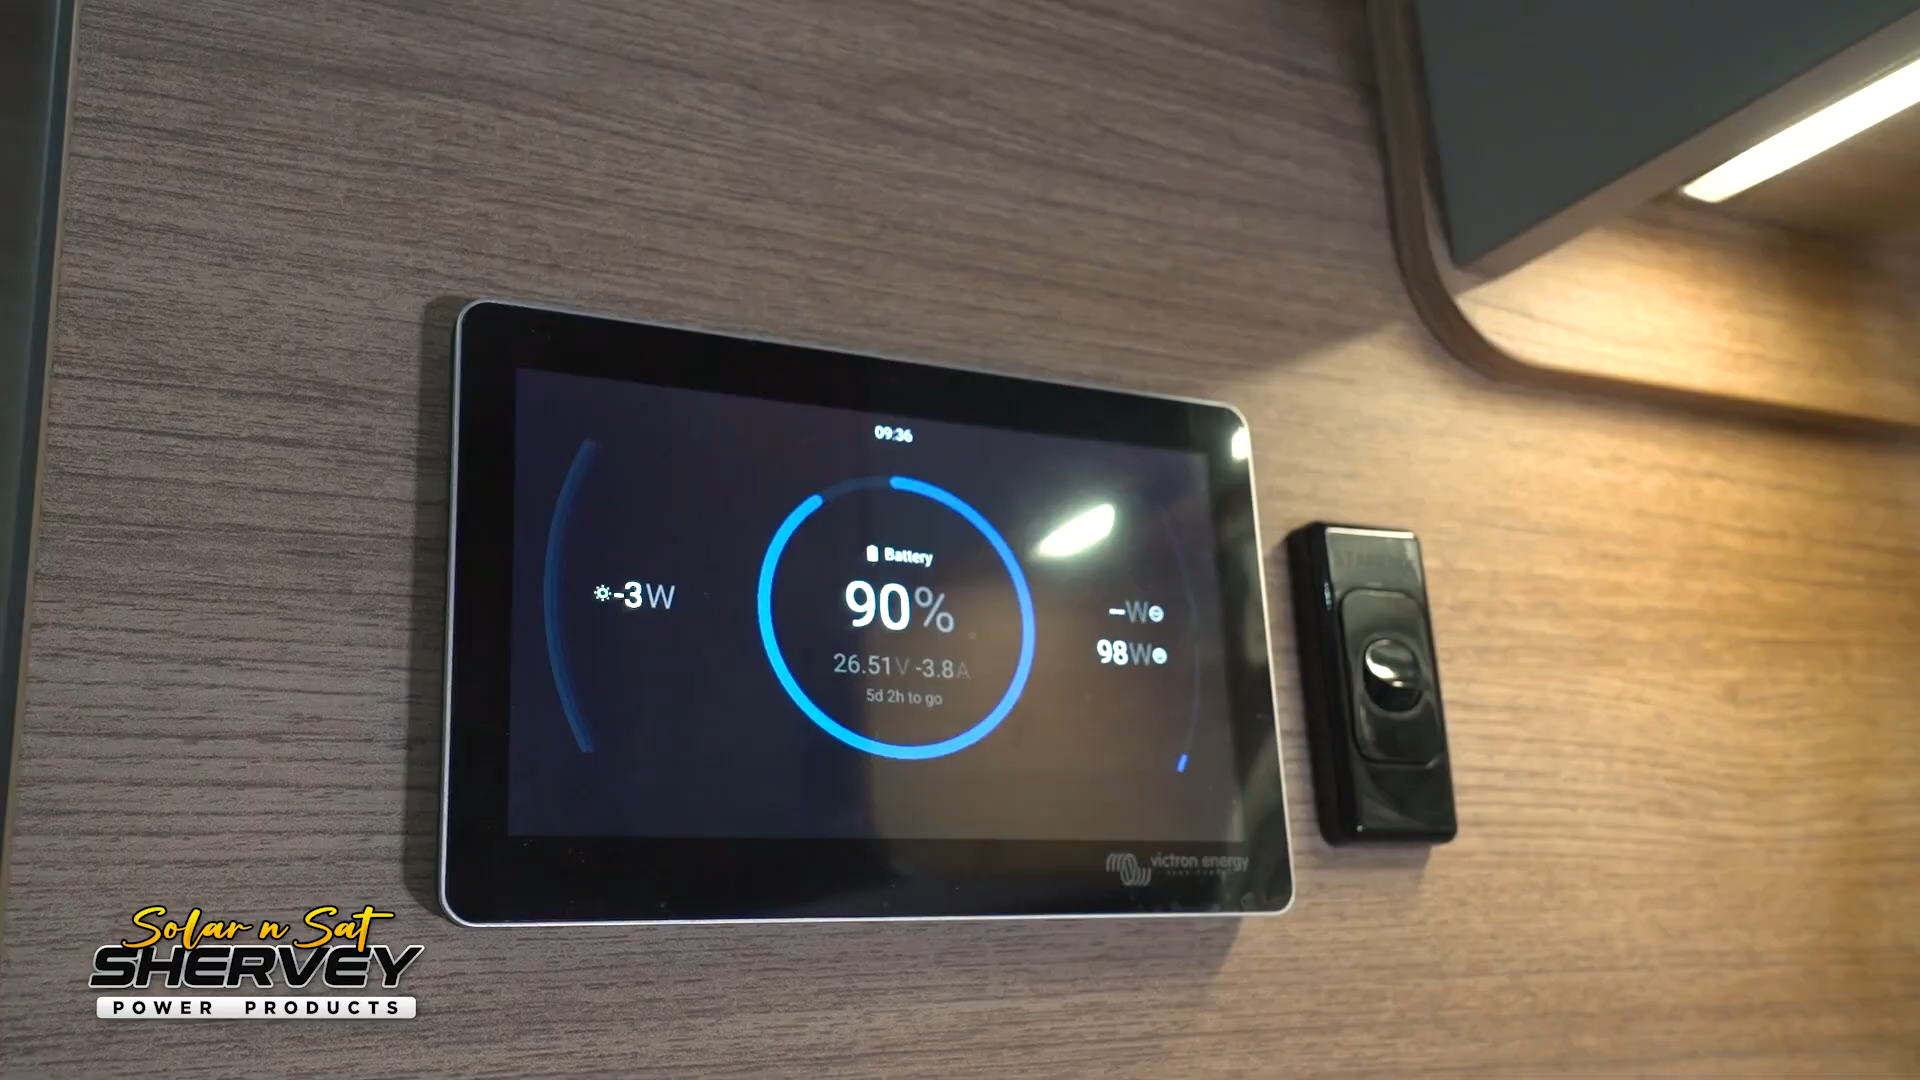 09:36
Battery
-3W
90%
--W
98W
26.51V -3.8A
5d 2h to go
victron energy
Solar n Sat
SHERVEY
POWER PRODUCTS